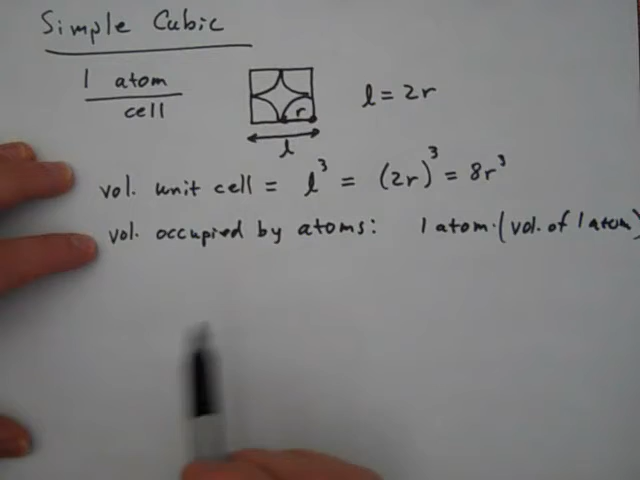 Simple Cubic
1 atom
cell
r
l = 2r
l
vol. unit cell = l³ = (2r)³ = 8r³
vol. occupied by atoms: 1 atom·(vol. of 1 atom)